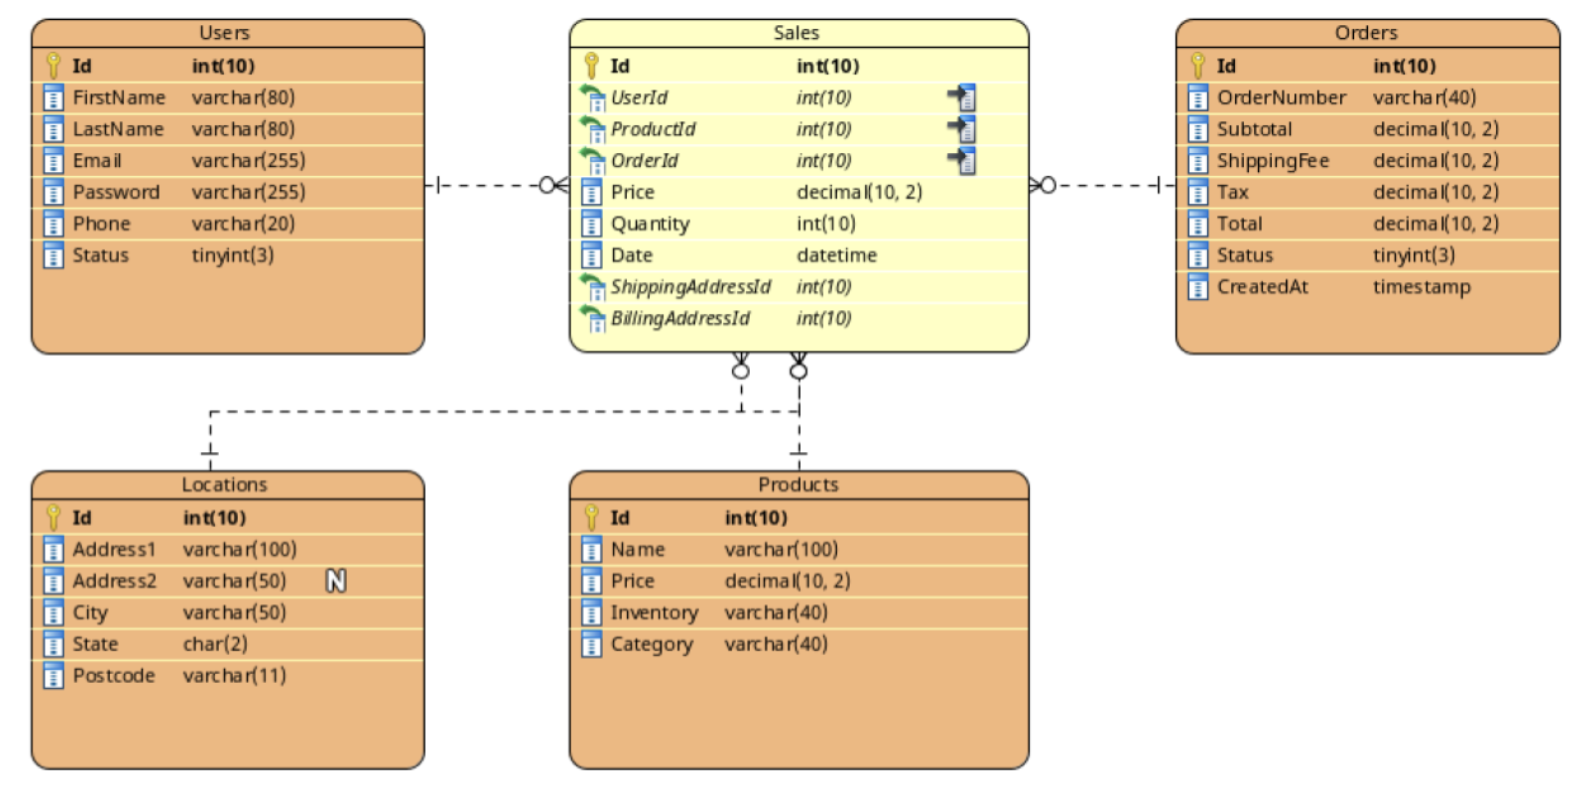 Users
Id int(10)
FirstName varchar(80)
LastName varchar(80)
Email varchar(255)
Password varchar(255)
Phone varchar(20)
Status tinyint(3)
Sales
Id int(10)
UserId int(10)
ProductId int(10)
OrderId int(10)
Price decimal(10, 2)
Quantity int(10)
Date datetime
ShippingAddressId int(10)
BillingAddressId int(10)
Orders
Id int(10)
OrderNumber varchar(40)
Subtotal decimal(10, 2)
ShippingFee decimal(10, 2)
Tax decimal(10, 2)
Total decimal(10, 2)
Status tinyint(3)
CreatedAt timestamp
Locations
Id int(10)
Address1 varchar(100)
Address2 varchar(50) N
City varchar(50)
State char(2)
Postcode varchar(11)
Products
Id int(10)
Name varchar(100)
Price decimal(10, 2)
Inventory varchar(40)
Category varchar(40)